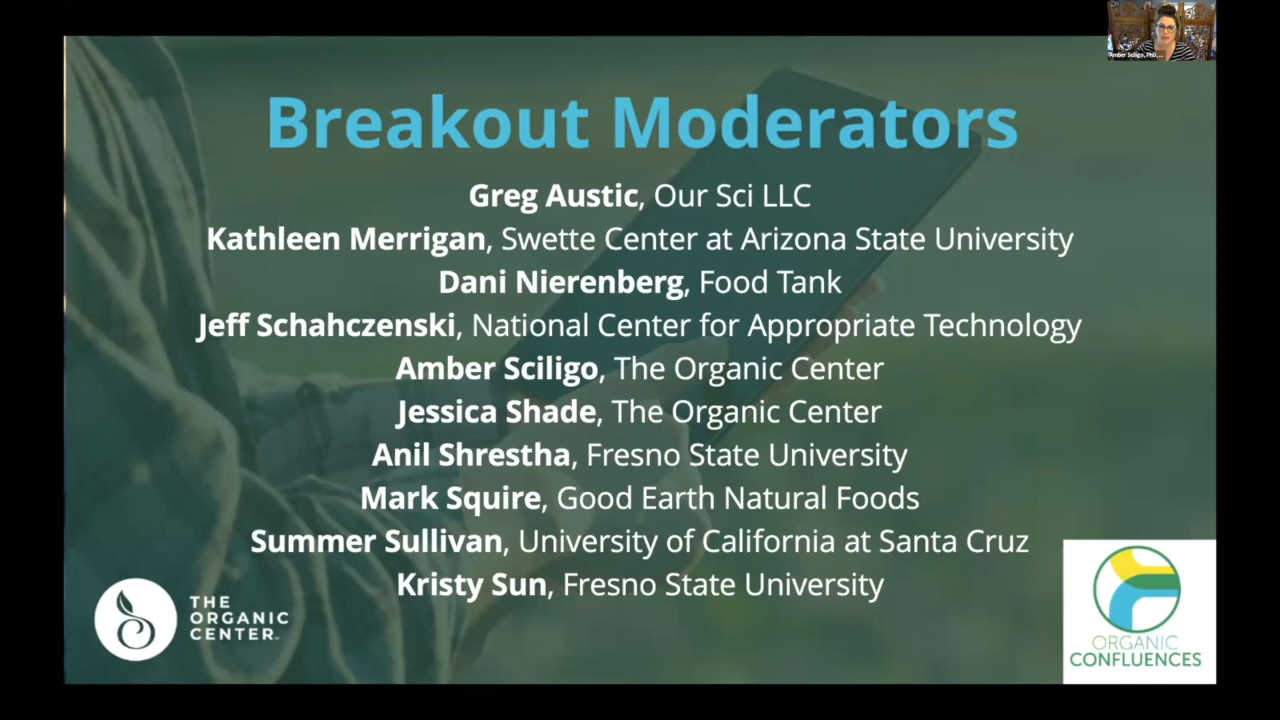 Amber Sciligo, PhD,...
Breakout Moderators
Greg Austic, Our Sci LLC
Kathleen Merrigan, Swette Center at Arizona State University
Dani Nierenberg, Food Tank
Jeff Schahczenski, National Center for Appropriate Technology
Amber Sciligo, The Organic Center
Jessica Shade, The Organic Center
Anil Shrestha, Fresno State University
Mark Squire, Good Earth Natural Foods
Summer Sullivan, University of California at Santa Cruz
Kristy Sun, Fresno State University
THE
ORGANIC
CENTER
ORGANIC
CONFLUENCES